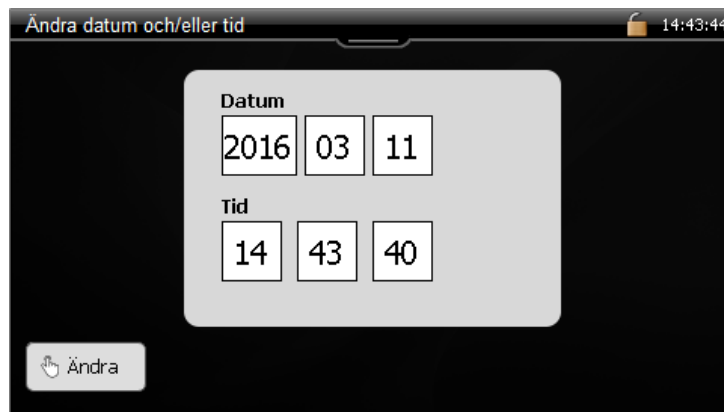 Ändra datum och/eller tid 14:43:44
Datum
2016 03 11
Tid
14 43 40
Ändra